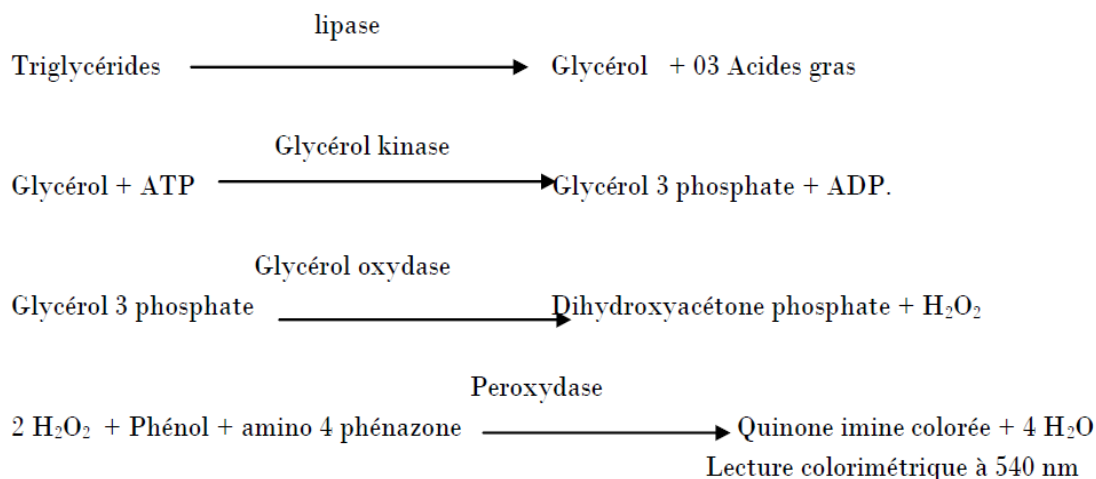 lipase
Triglycérides Glycérol + 03 Acides gras
Glycérol kinase
Glycérol + ATP Glycérol 3 phosphate + ADP.
Glycérol oxydase
Glycérol 3 phosphate Dihydroxyacétone phosphate + H₂O₂
Peroxydase
2 H₂O₂ + Phénol + amino 4 phénazone Quinone imine colorée + 4 H₂O
Lecture colorimétrique à 540 nm